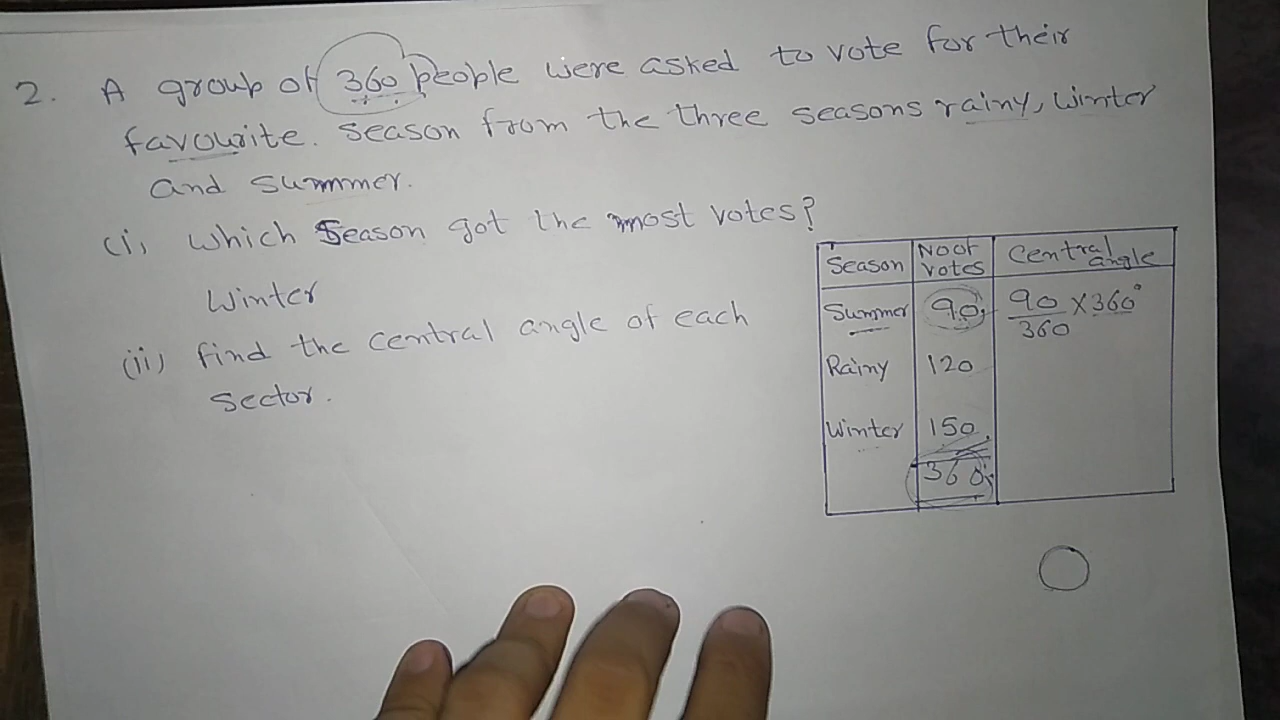 2. A group of 360 people were asked to vote for their
favourite. season from the three seasons rainy, winter
and summer.
(i) which Season got the most votes?
Winter
(ii) find the central angle of each
sector.
Season No of votes Central angle
Summer 90 90/360 × 360°
Rainy 120
Winter 150
360